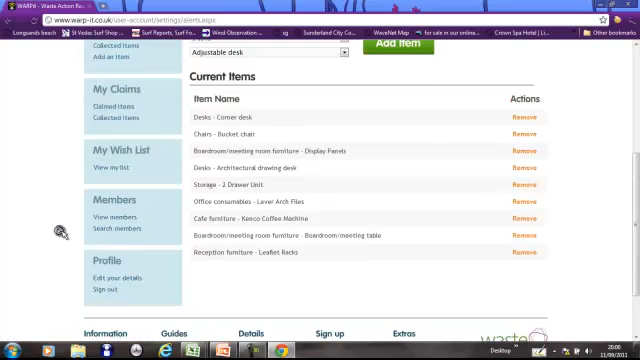 WARPit - Waste Action Rea
www.warp-it.co.uk/user-account/settings/alerts.aspx
Longsands beach
St Vedas Surf Shop
Surf Reports, Surf Fo
Wind Observation
sg
Sunderland City Co
WaveNet Map
for sale in our online
Crown Spa Hotel | L
Other bookmarks
Collected items
Add an item
Adjustable desk
Add Item
Current Items
Item Name Actions
Desks - Corner desk Remove
Chairs - Bucket chair Remove
Boardroom/meeting room furniture - Display Panels Remove
Desks - Architectural drawing desk Remove
Storage - 2 Drawer Unit Remove
Office consumables - Lever Arch Files Remove
Cafe furniture - Kenco Coffee Machine Remove
Boardroom/meeting room furniture - Boardroom/meeting table Remove
Reception furniture - Leaflet Racks Remove
My Claims
Claimed items
Collected items
My Wish List
View my list
Members
View members
Search members
Profile
Edit your details
Sign out
Information Guides Details Sign up Extras
waste
Desktop
20:00
11/09/2011